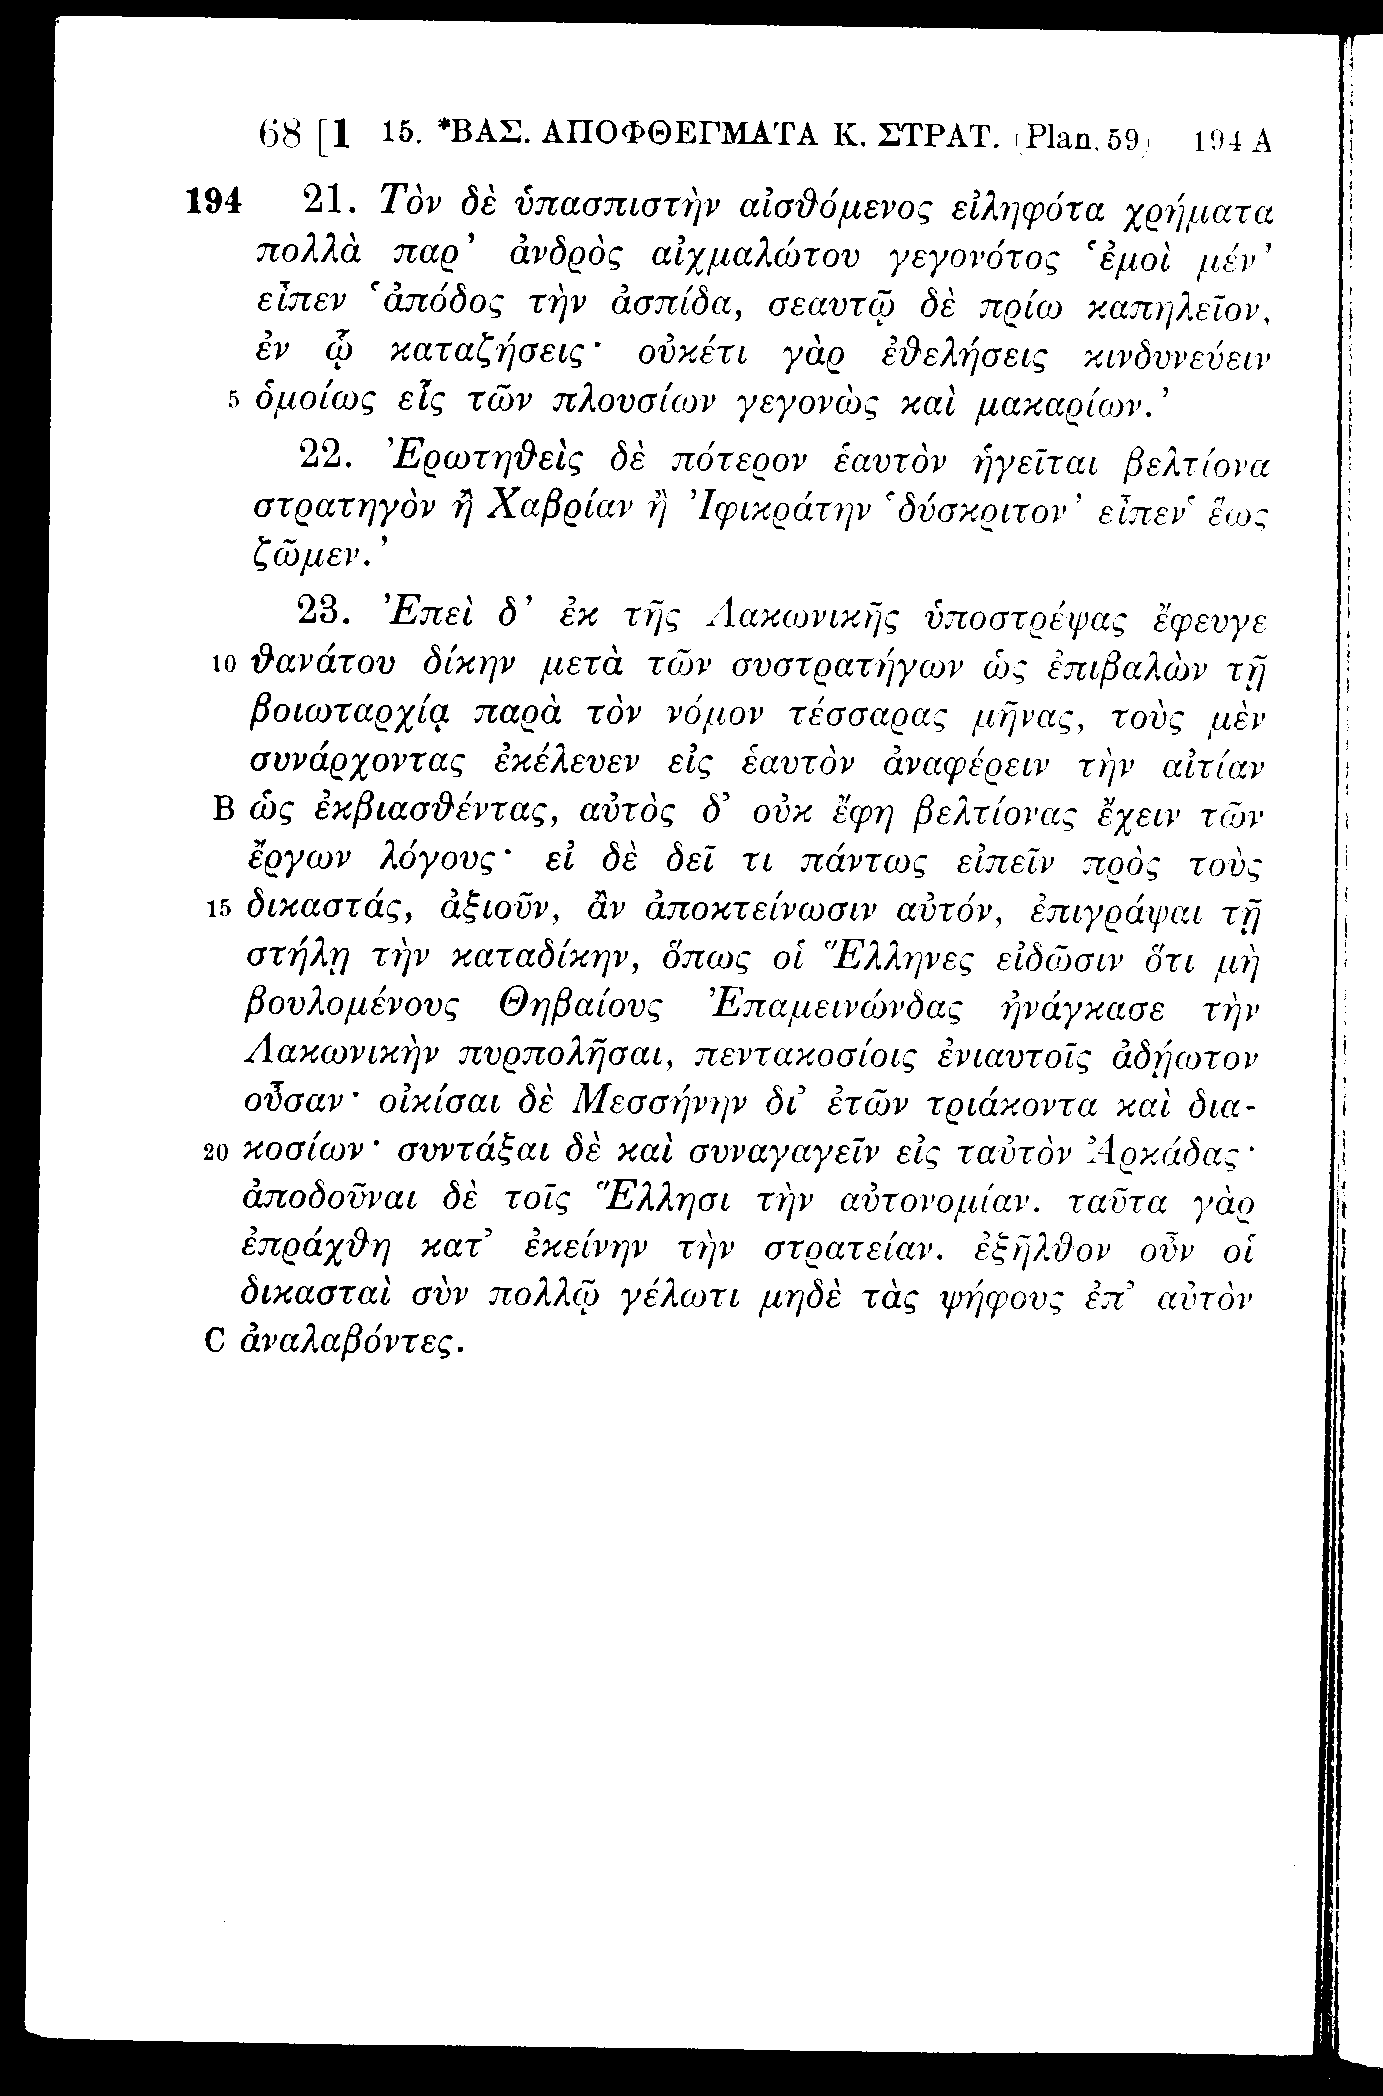 68 [1 15. *ΒΑΣ. ΑΠΟΦΘΕΓΜΑΤΑ Κ. ΣΤΡΑΤ. (Plan. 59) 194 A
194 21. Τὸν δὲ ὑπασπιστὴν αἰσθόμενος εἰληφότα χρήματα
πολλὰ παρ' ἀνδρὸς αἰχμαλώτου γεγονότος ‘ἐμοὶ μέν’
εἶπεν ‘ἀπόδος τὴν ἀσπίδα, σεαυτῷ δὲ πρίω καπηλεῖον,
ἐν ᾧ καταζήσεις· οὐκέτι γὰρ ἐθελήσεις κινδυνεύειν
5 ὁμοίως εἷς τῶν πλουσίων γεγονὼς καὶ μακαρίων.’
22. Ἐρωτηθεὶς δὲ πότερον ἑαυτὸν ἡγεῖται βελτίονα
στρατηγὸν ἢ Χαβρίαν ἢ Ἰφικράτην ‘δύσκριτον’ εἶπεν ‘ἕως
ζῶμεν.’
23. Ἐπεὶ δ' ἐκ τῆς Λακωνικῆς ὑποστρέψας ἔφευγε
10 θανάτου δίκην μετὰ τῶν συστρατήγων ὡς ἐπιβαλὼν τῇ
βοιωταρχίᾳ παρὰ τὸν νόμον τέσσαρας μῆνας, τοὺς μὲν
συνάρχοντας ἐκέλευεν εἰς ἑαυτὸν ἀναφέρειν τὴν αἰτίαν
B ὡς ἐκβιασθέντας, αὐτὸς δ' οὐκ ἔφη βελτίονας ἔχειν τῶν
ἔργων λόγους· εἰ δὲ δεῖ τι πάντως εἰπεῖν πρὸς τοὺς
15 δικαστάς, ἀξιοῦν, ἂν ἀποκτείνωσιν αὐτόν, ἐπιγράψαι τῇ
στήλῃ τὴν καταδίκην, ὅπως οἱ Ἕλληνες εἰδῶσιν ὅτι μὴ
βουλομένους Θηβαίους Ἐπαμεινώνδας ἠνάγκασε τὴν
Λακωνικὴν πυρπολῆσαι, πεντακοσίοις ἐνιαυτοῖς ἀδῄωτον
οὖσαν· οἰκίσαι δὲ Μεσσήνην δι' ἐτῶν τριάκοντα καὶ δια-
20 κοσίων· συντάξαι δὲ καὶ συναγαγεῖν εἰς ταὐτὸν Ἀρκάδας·
ἀποδοῦναι δὲ τοῖς Ἕλλησι τὴν αὐτονομίαν. ταῦτα γὰρ
ἐπράχθη κατ' ἐκείνην τὴν στρατείαν. ἐξῆλθον οὖν οἱ
δικασταὶ σὺν πολλῷ γέλωτι μηδὲ τὰς ψήφους ἐπ' αὐτὸν
C ἀναλαβόντες.